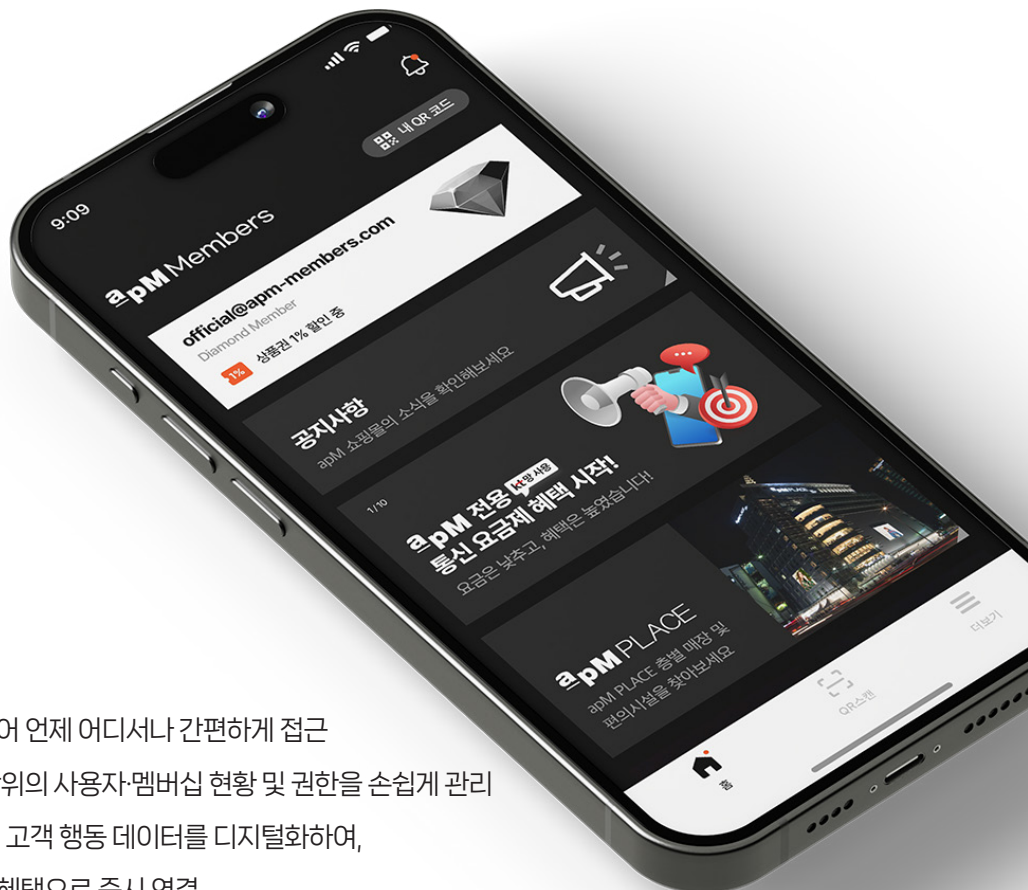 9:09
내 QR 코드
apM Members
official@apm-members.com
Diamond Member
1% 상품권 1% 할인 중
공지사항
apM 쇼핑몰의 소식을 확인해보세요
1/10
apM 전용 kt망 사용
통신 요금제 혜택 시작!
요금은 낮추고, 혜택은 높였습니다!
apM PLACE
apM PLACE 층별 매장 및
편의시설을 찾아보세요
홈
QR스캔
더보기
어 언제 어디서나 간편하게 접근
위의 사용자·멤버십 현황 및 권한을 손쉽게 관리
고객 행동 데이터를 디지털화하여,
혜택으로 즉시 연결